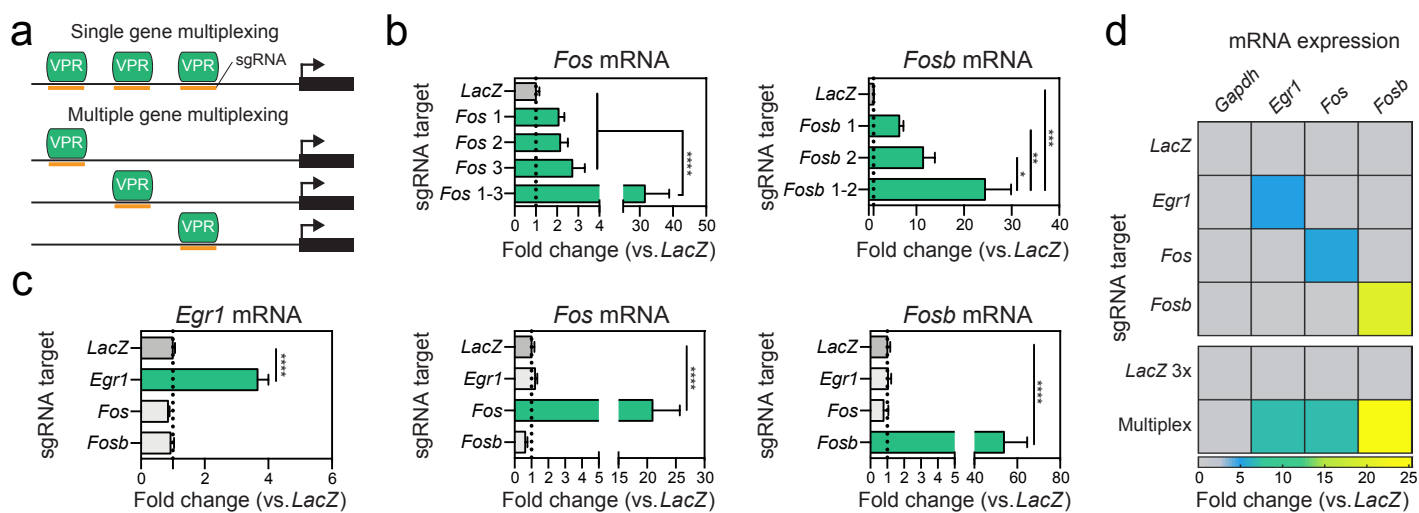 a
Single gene multiplexing
VPR VPR VPR
sgRNA
Multiple gene multiplexing
VPR
VPR
VPR
b
Fos mRNA
sgRNA target
LacZ
Fos 1
Fos 2
Fos 3
Fos 1-3
****
0 1 2 3 4 30 40 50
Fold change (vs. LacZ)
Fosb mRNA
sgRNA target
LacZ
Fosb 1
Fosb 2
Fosb 1-2
* ** ***
0 10 20 30 40
Fold change (vs. LacZ)
c
Egr1 mRNA
sgRNA target
LacZ
Egr1
Fos
Fosb
****
0 2 4 6
Fold change (vs. LacZ)
Fos mRNA
sgRNA target
LacZ
Egr1
Fos
Fosb
****
0 1 2 3 4 5 15 20 25 30
Fold change (vs. LacZ)
Fosb mRNA
sgRNA target
LacZ
Egr1
Fos
Fosb
****
0 1 2 3 4 5 40 60 80
Fold change (vs. LacZ)
d
mRNA expression
Gapdh Egr1 Fos Fosb
sgRNA target
LacZ
Egr1
Fos
Fosb
LacZ 3x
Multiplex
0 5 10 15 20 25
Fold change (vs. LacZ)